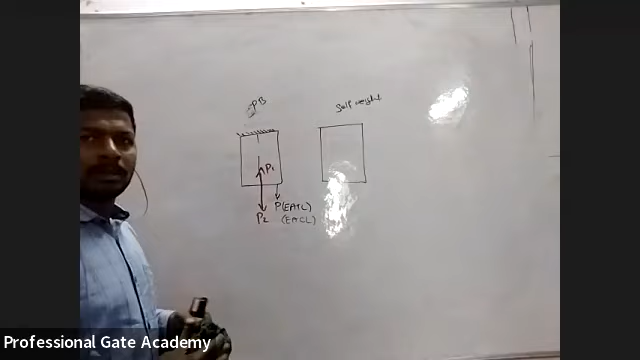 PB
Self weight
P1
P(EATL)
P2
(EACL)
Professional Gate Academy